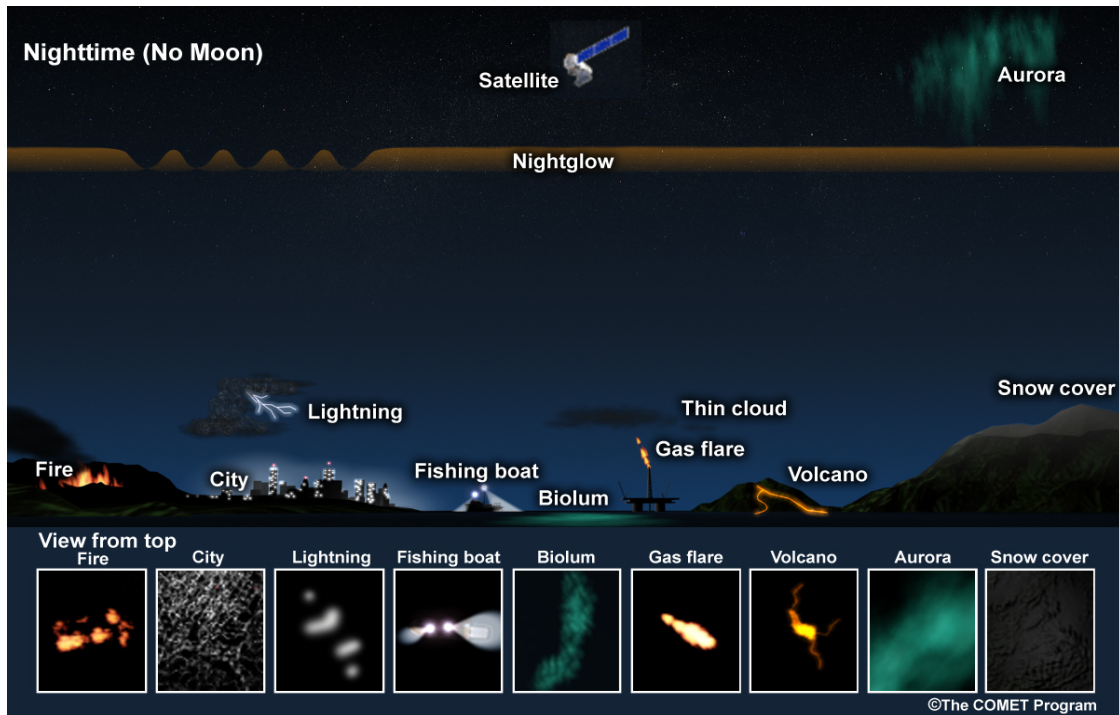 Nighttime (No Moon)
Satellite
Aurora
Nightglow
Snow cover
Lightning
Thin cloud
Gas flare
Fire
City
Fishing boat
Volcano
Biolum
View from top
Fire
City
Lightning
Fishing boat
Biolum
Gas flare
Volcano
Aurora
Snow cover
©The COMET Program